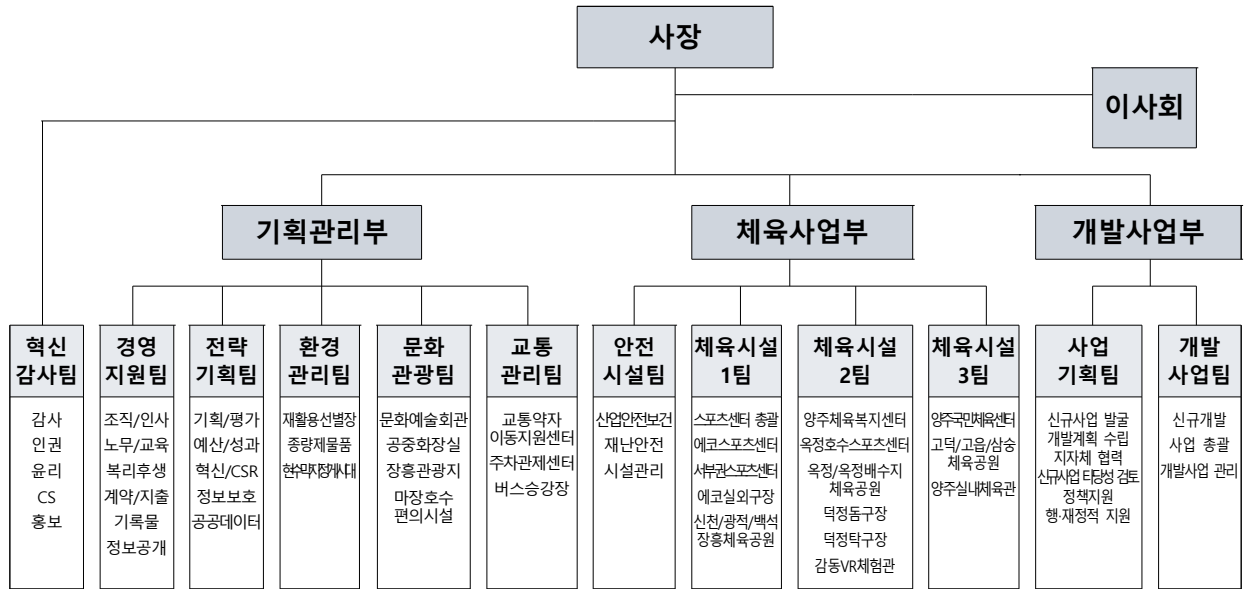 사장
이사회
기획관리부
체육사업부
개발사업부
혁신
감사팀
감사
인권
윤리
CS
홍보
경영
지원팀
조직/인사
노무/교육
복리후생
계약/지출
기록물
정보공개
전략
기획팀
기획/평가
예산/성과
혁신/CSR
정보보호
공공데이터
환경
관리팀
재활용선별장
종량제물품
현수막지정게시대
문화
관광팀
문화예술회관
공중화장실
장흥관광지
마장호수
편의시설
교통
관리팀
교통약자
이동지원센터
주차관제센터
버스승강장
안전
시설팀
산업안전보건
재난안전
시설관리
체육시설
1팀
스포츠센터 총괄
에코스포츠센터
서부권스포츠센터
에코실외구장
신천/광적/백석
장흥체육공원
체육시설
2팀
양주체육복지센터
옥정호수스포츠센터
옥정/옥정배수지
체육공원
덕정돔구장
덕정탁구장
감동VR체험관
체육시설
3팀
양주국민체육센터
고덕/고읍/삼숭
체육공원
양주실내체육관
사업
기획팀
신규사업 발굴
개발계획 수립
지자체 협력
신규사업 타당성 검토
정책지원
행·재정적 지원
개발
사업팀
신규개발
사업 총괄
개발사업 관리